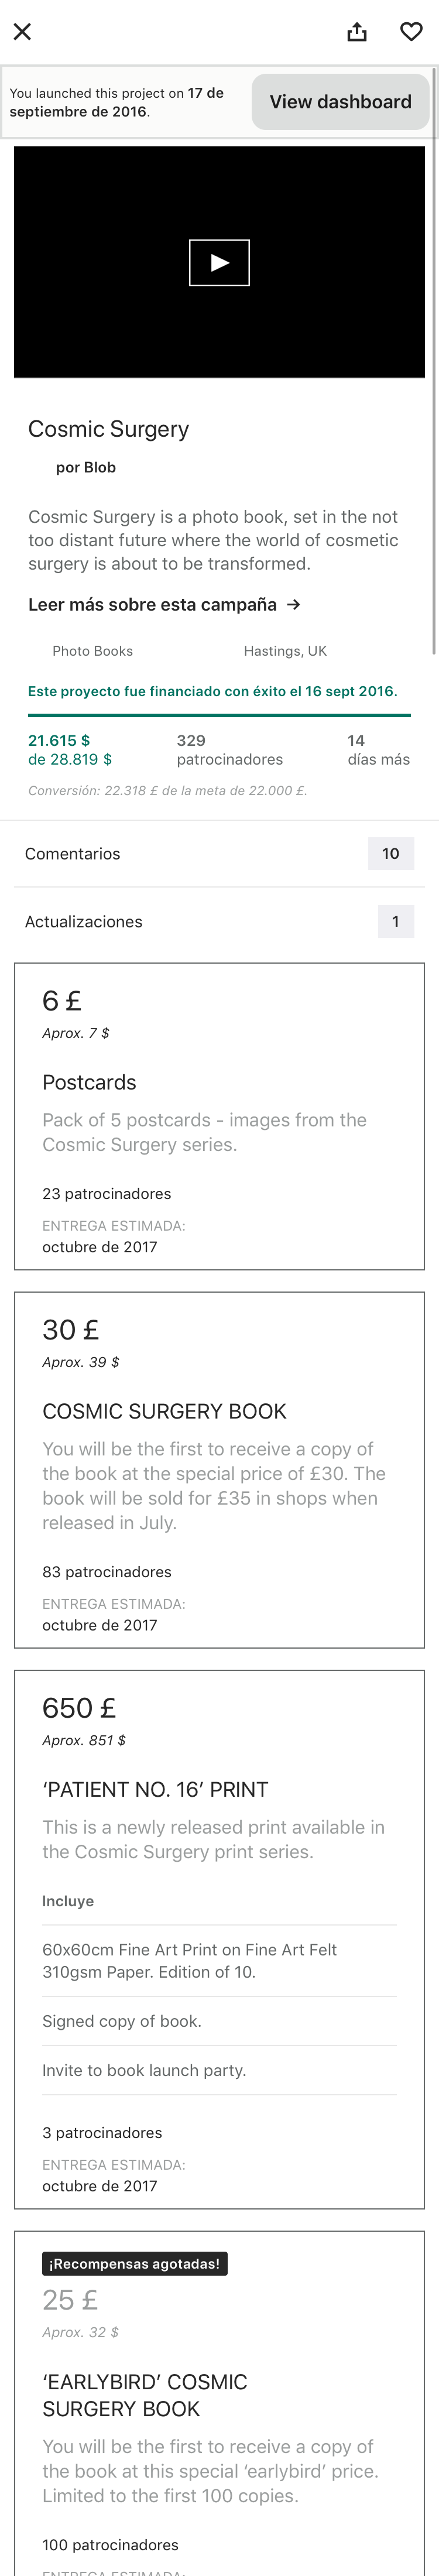 You launched this project on 17 de
septiembre de 2016.
View dashboard
Cosmic Surgery
por Blob
Cosmic Surgery is a photo book, set in the not
too distant future where the world of cosmetic
surgery is about to be transformed.
Leer más sobre esta campaña →
Photo Books
Hastings, UK
Este proyecto fue financiado con éxito el 16 sept 2016.
21.615 $
de 28.819 $
329
patrocinadores
14
días más
Conversión: 22.318 £ de la meta de 22.000 £.
Comentarios
10
Actualizaciones
1
6 £
Aprox. 7 $
Postcards
Pack of 5 postcards - images from the
Cosmic Surgery series.
23 patrocinadores
ENTREGA ESTIMADA:
octubre de 2017
30 £
Aprox. 39 $
COSMIC SURGERY BOOK
You will be the first to receive a copy of
the book at the special price of £30. The
book will be sold for £35 in shops when
released in July.
83 patrocinadores
ENTREGA ESTIMADA:
octubre de 2017
650 £
Aprox. 851 $
‘PATIENT NO. 16’ PRINT
This is a newly released print available in
the Cosmic Surgery print series.
Incluye
60x60cm Fine Art Print on Fine Art Felt
310gsm Paper. Edition of 10.
Signed copy of book.
Invite to book launch party.
3 patrocinadores
ENTREGA ESTIMADA:
octubre de 2017
¡Recompensas agotadas!
25 £
Aprox. 32 $
‘EARLYBIRD’ COSMIC
SURGERY BOOK
You will be the first to receive a copy of
the book at this special ‘earlybird’ price.
Limited to the first 100 copies.
100 patrocinadores